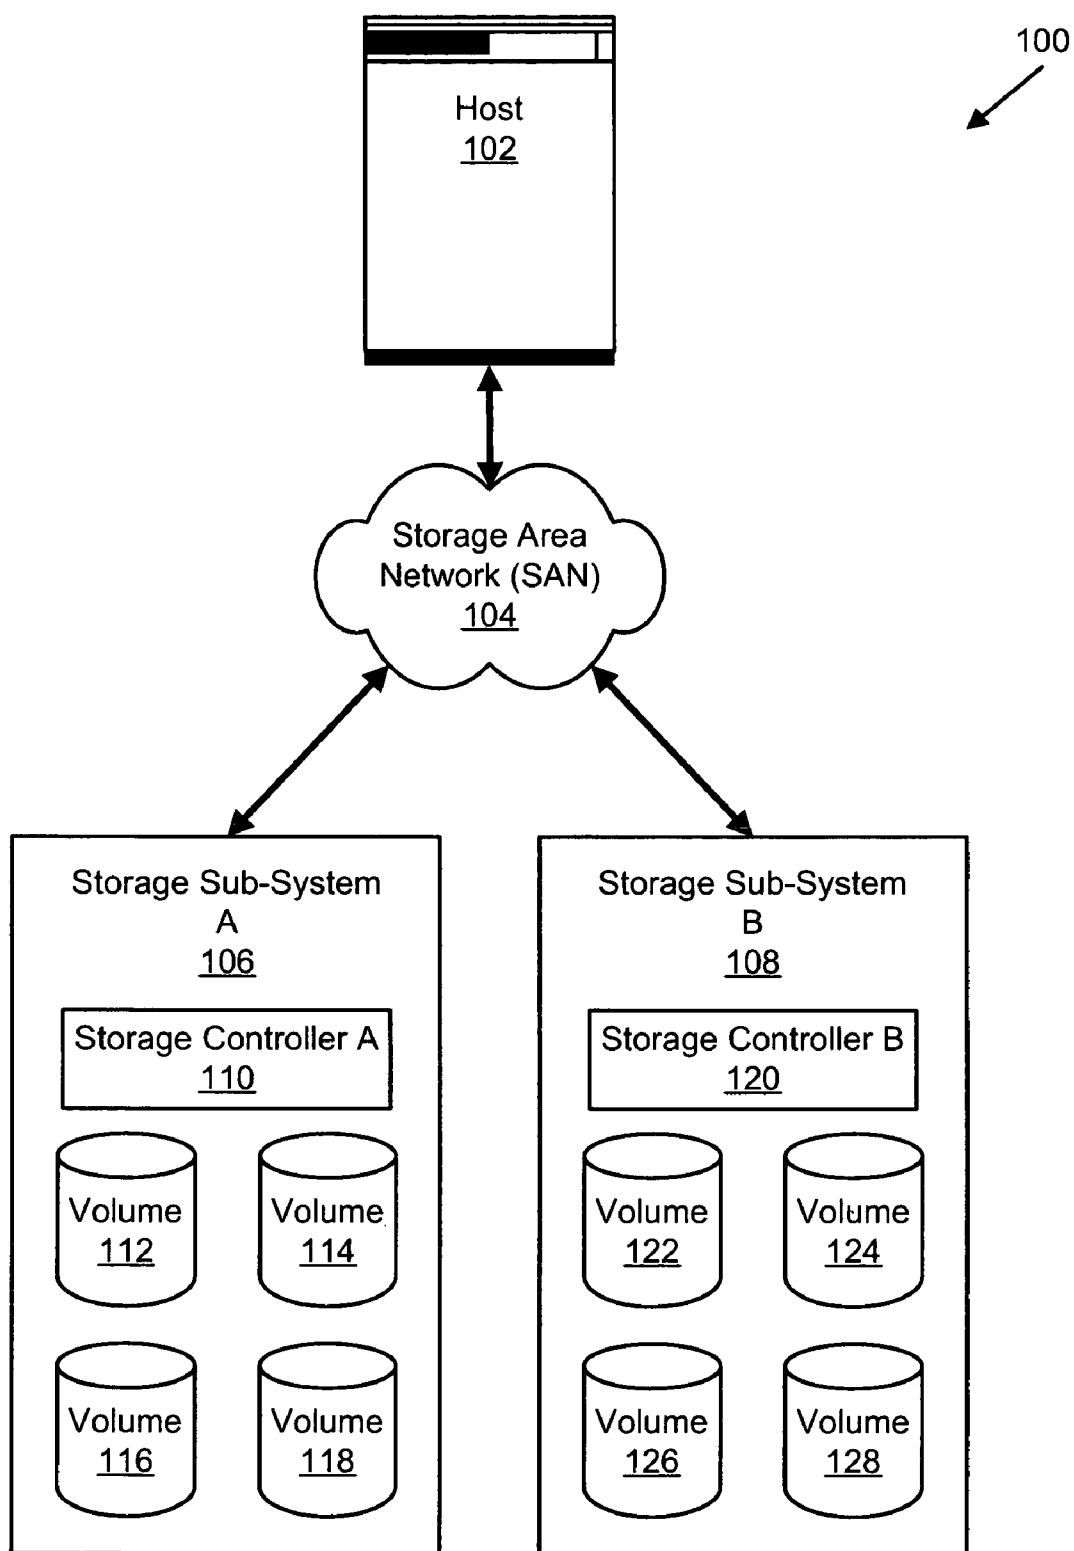 100
Host
102
Storage Area
Network (SAN)
104
Storage Sub-System
A
106
Storage Controller A
110
Volume
112
Volume
114
Volume
116
Volume
118
Storage Sub-System
B
108
Storage Controller B
120
Volume
122
Volume
124
Volume
126
Volume
128